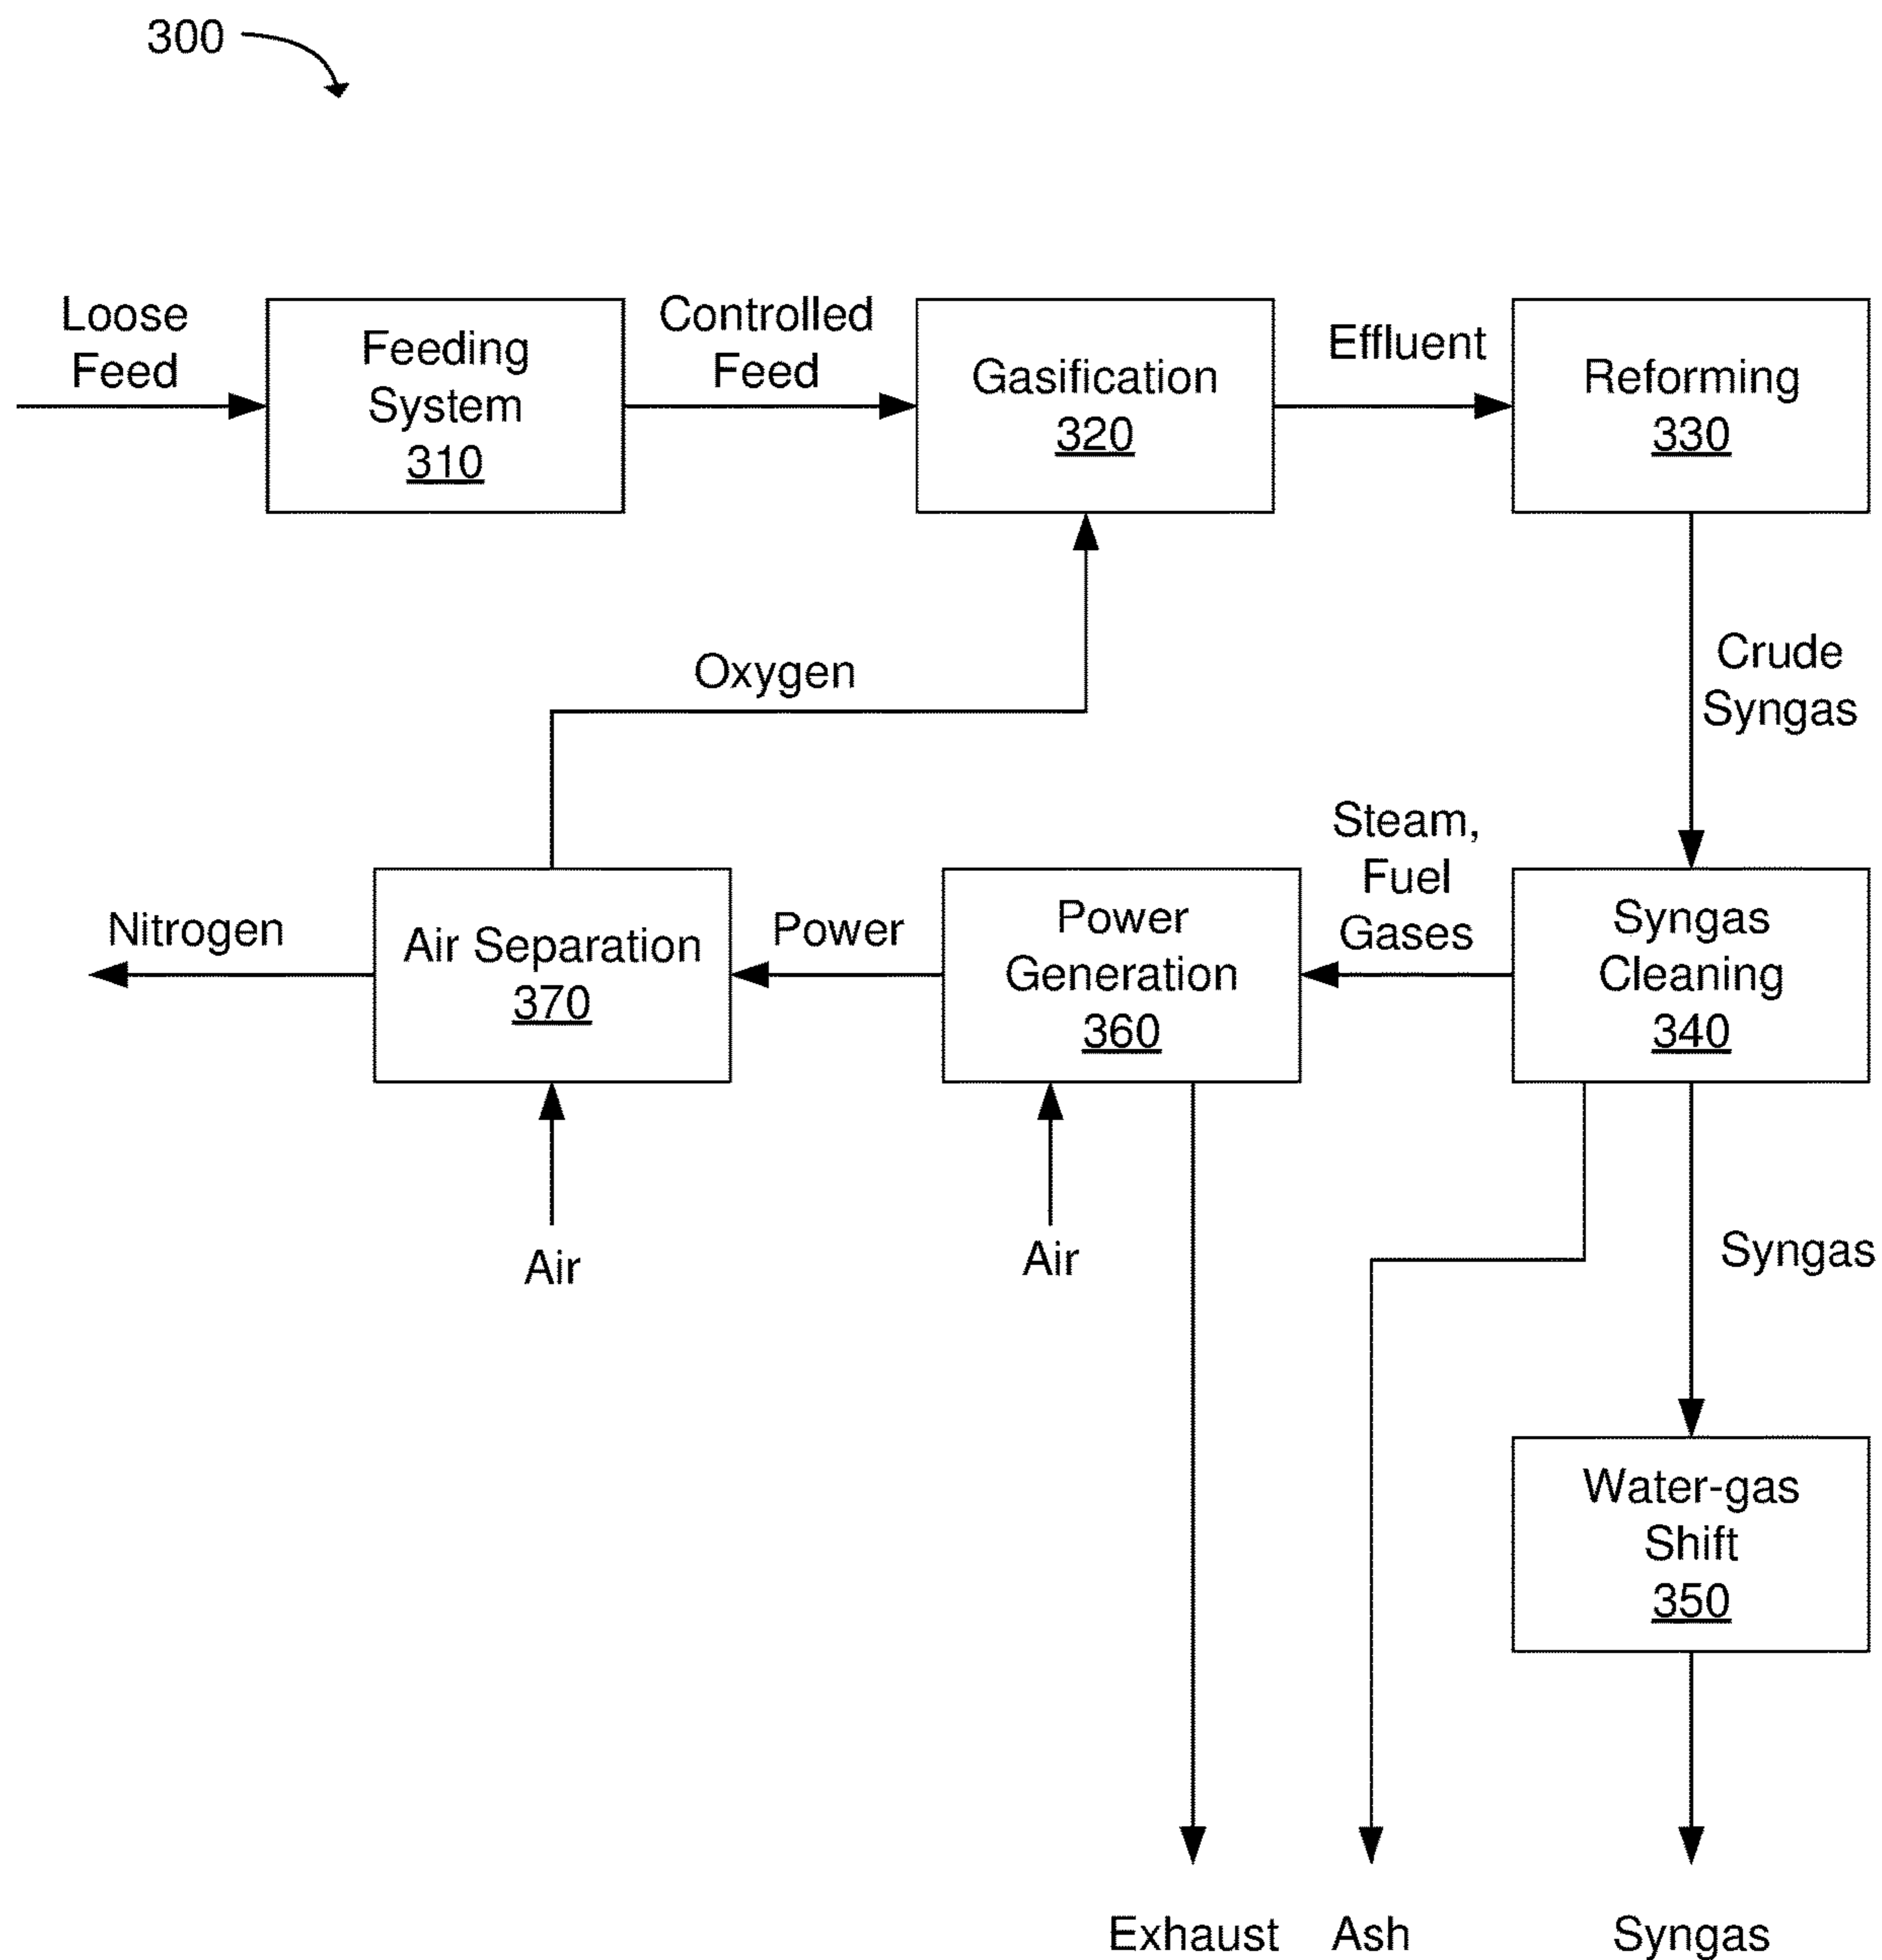 300
Loose
Feed
Feeding
System
310
Controlled
Feed
Gasification
320
Effluent
Reforming
330
Oxygen
Crude
Syngas
Nitrogen
Air Separation
370
Power
Power
Generation
360
Steam,
Fuel
Gases
Syngas
Cleaning
340
Air
Air
Syngas
Water-gas
Shift
350
Exhaust
Ash
Syngas